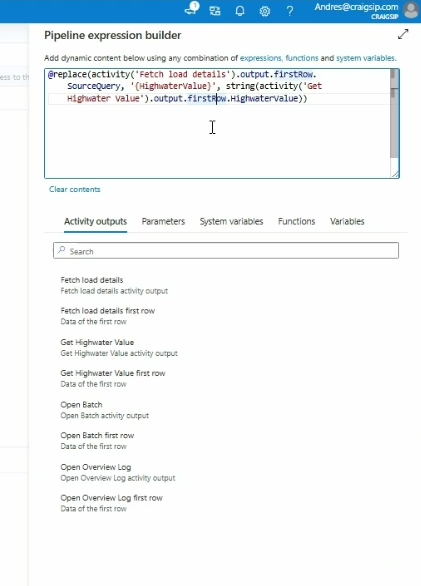 1
?
Andres@craigsip.com
CRAIGSIP
ess to th
Pipeline expression builder
Add dynamic content below using any combination of expressions, functions and system variables.
@replace(activity('Fetch load details').output.firstRow.
SourceQuery, '{HighwaterValue}', string(activity('Get
Highwater Value').output.firstRow.HighwaterValue))
Clear contents
Activity outputs Parameters System variables Functions Variables
Search
Fetch load details
Fetch load details activity output
Fetch load details first row
Data of the first row
Get Highwater Value
Get Highwater Value activity output
Get Highwater Value first row
Data of the first row
Open Batch
Open Batch activity output
Open Batch first row
Data of the first row
Open Overview Log
Open Overview Log activity output
Open Overview Log first row
Data of the first row